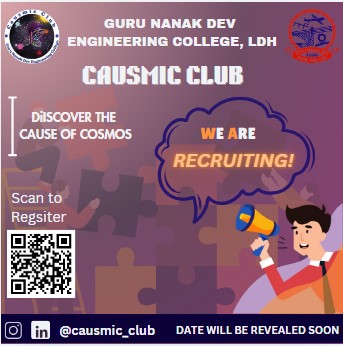 GURU NANAK DEV
ENGINEERING COLLEGE, LDH
CAUSMIC CLUB
DiiSCOVER THE
CAUSE OF COSMOS
WE ARE
RECRUITING!
Scan to
Regsiter
@causmic_club
DATE WILL BE REVEALED SOON